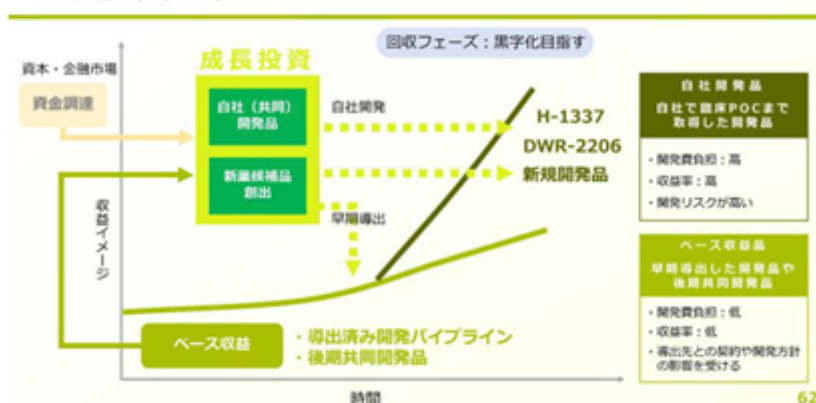 回収フェーズ:黒字化目指す
資本・金融市場
資金調達
成長投資
自社(共同)
開発品
新薬候補品
創出
自社開発
早期導出
H-1337
DWR-2206
新規開発品
収益イメージ
ベース収益
・導出済み開発パイプライン
・後期共同開発品
時間
自社開発品
自社で臨床POCまで
取得した開発品
・開発費負担:高
・収益率:高
・開発リスクが高い
ベース収益品
早期導出した開発品や
後期共同開発品
・開発費負担:低
・収益率:低
・導出先との契約や開発方針
の影響を受ける
62